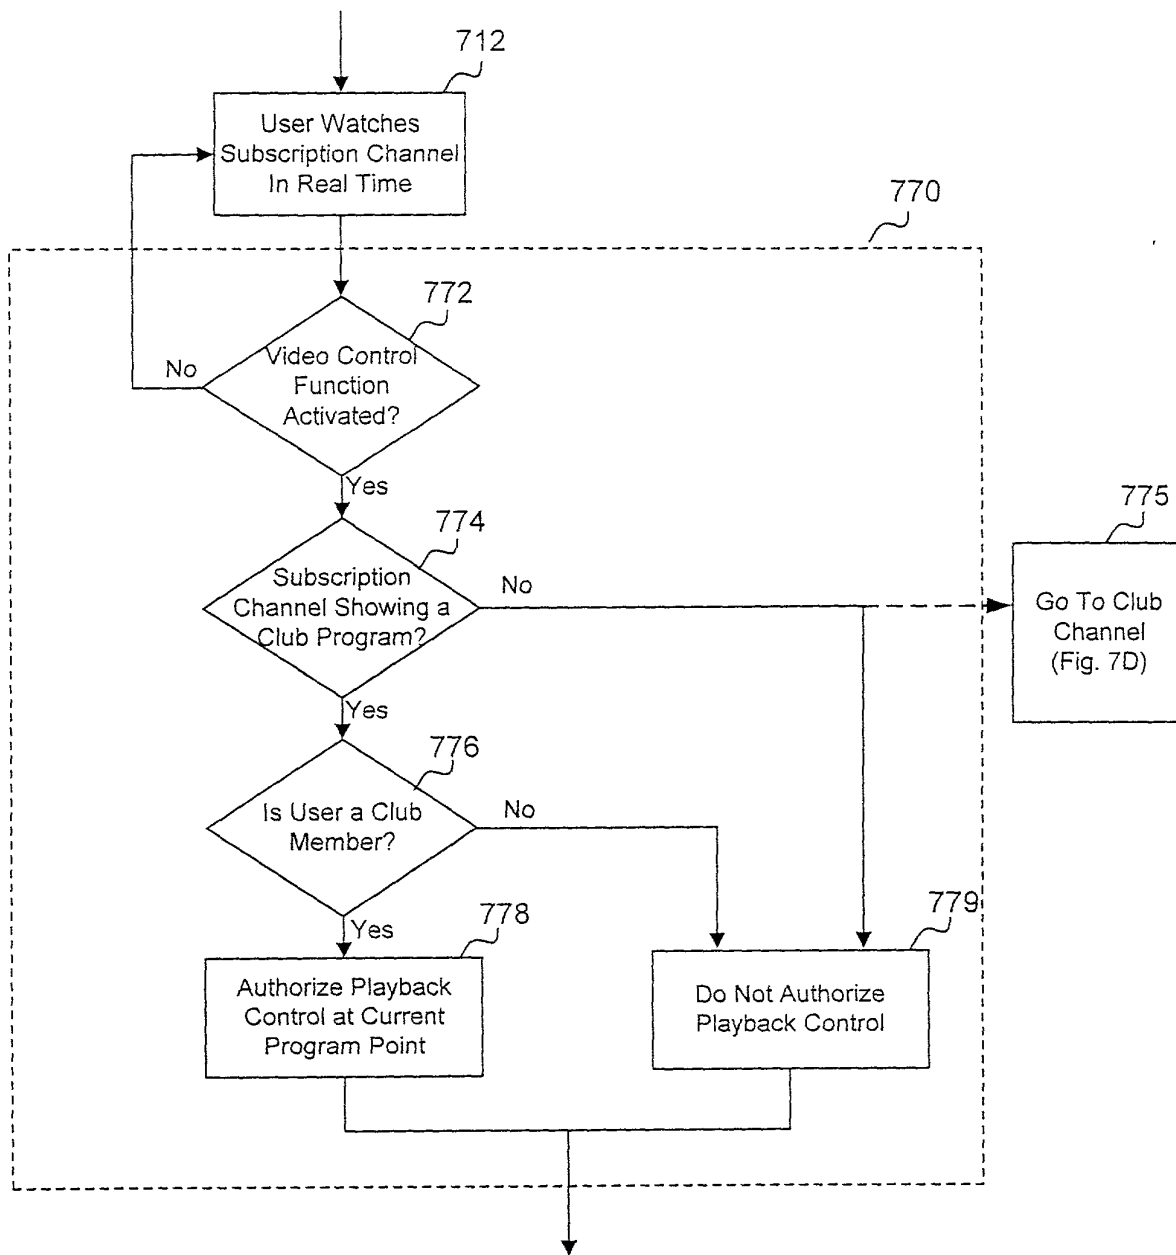 712
User Watches
Subscription Channel
In Real Time
770
772
Video Control
Function
Activated?
No
Yes
774
Subscription
Channel Showing a
Club Program?
No
775
Go To Club
Channel
(Fig. 7D)
Yes
776
Is User a Club
Member?
No
Yes
778
Authorize Playback
Control at Current
Program Point
779
Do Not Authorize
Playback Control